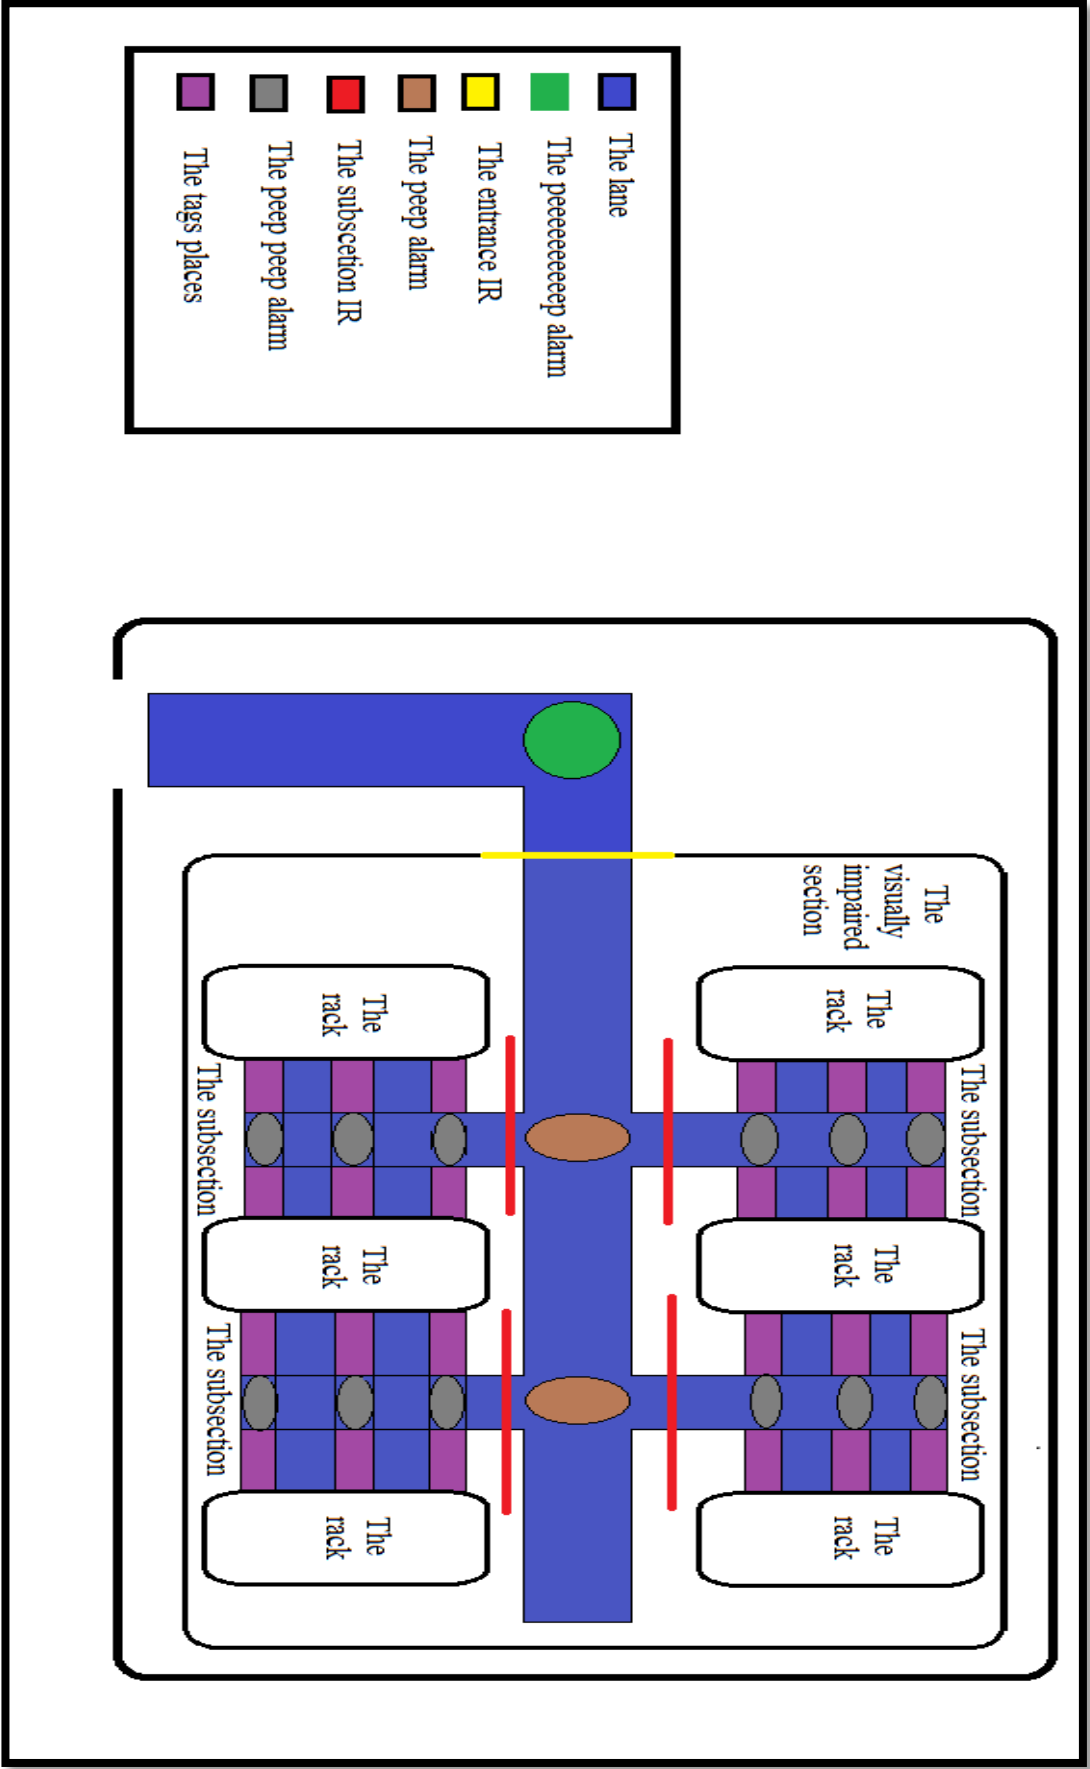 The lane
The peeeeeeeeeep alarm
The entrance IR
The peep alarm
The subscetion IR
The peep peep alarm
The tags places
The
visually
impaired
section
The subsection
The subsection
The
rack
The
rack
The
rack
The
rack
The
rack
The
rack
The subsection
The subsection